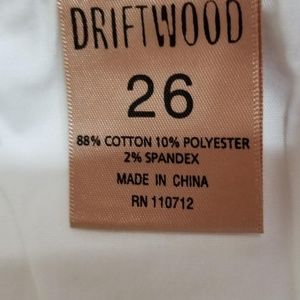 DRIFTWOOD
26
88% COTTON 10% POLYESTER
2% SPANDEX
MADE IN CHINA
RN 110712